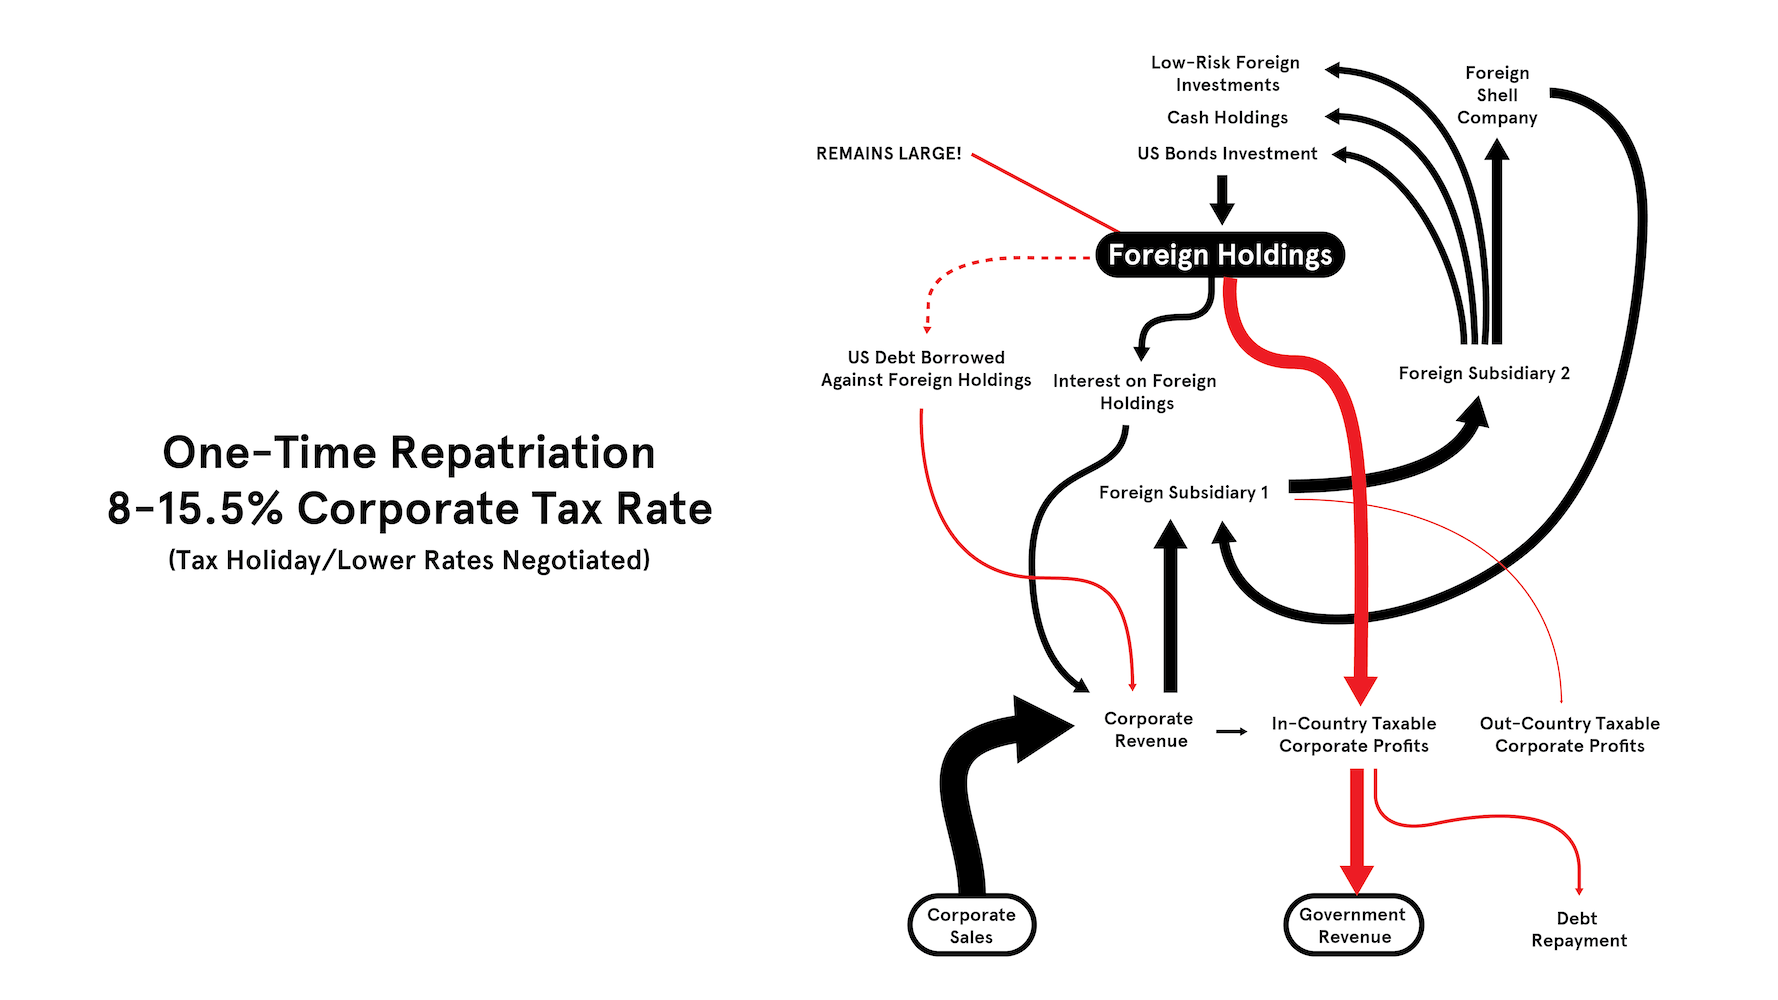 One-Time Repatriation
8-15.5% Corporate Tax Rate
(Tax Holiday/Lower Rates Negotiated)
Low-Risk Foreign
Investments
Cash Holdings
US Bonds Investment
Foreign
Shell
Company
REMAINS LARGE!
Foreign Holdings
US Debt Borrowed
Against Foreign Holdings
Interest on Foreign
Holdings
Foreign Subsidiary 2
Foreign Subsidiary 1
Corporate
Revenue
In-Country Taxable
Corporate Profits
Out-Country Taxable
Corporate Profits
Corporate
Sales
Government
Revenue
Debt
Repayment